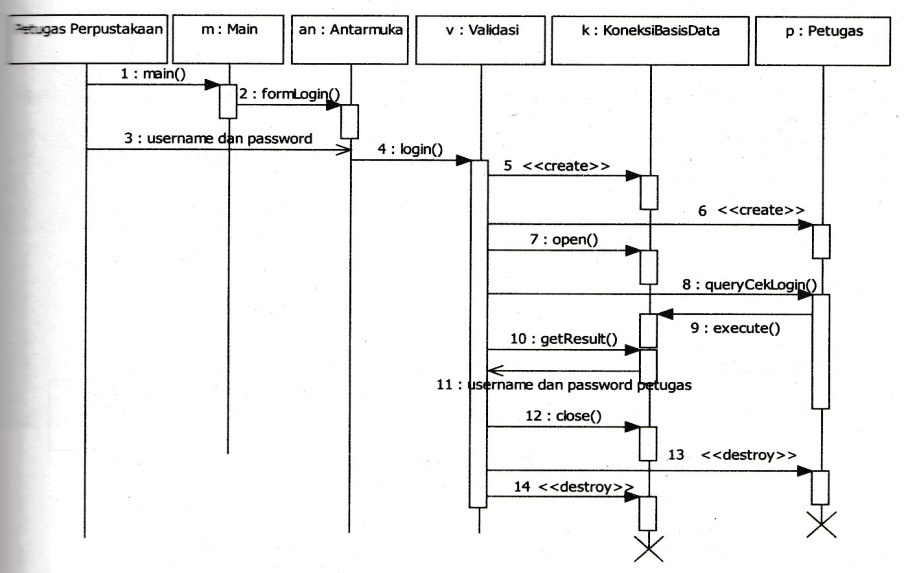 Petugas Perpustakaan
m : Main
an : Antarmuka
v : Validasi
k : KoneksiBasisData
p : Petugas
1 : main()
2 : formLogin()
3 : username dan password
4 : login()
5 <<create>>
6 <<create>>
7 : open()
8 : queryCekLogin()
9 : execute()
10 : getResult()
11 : username dan password petugas
12 : close()
13 <<destroy>>
14 <<destroy>>